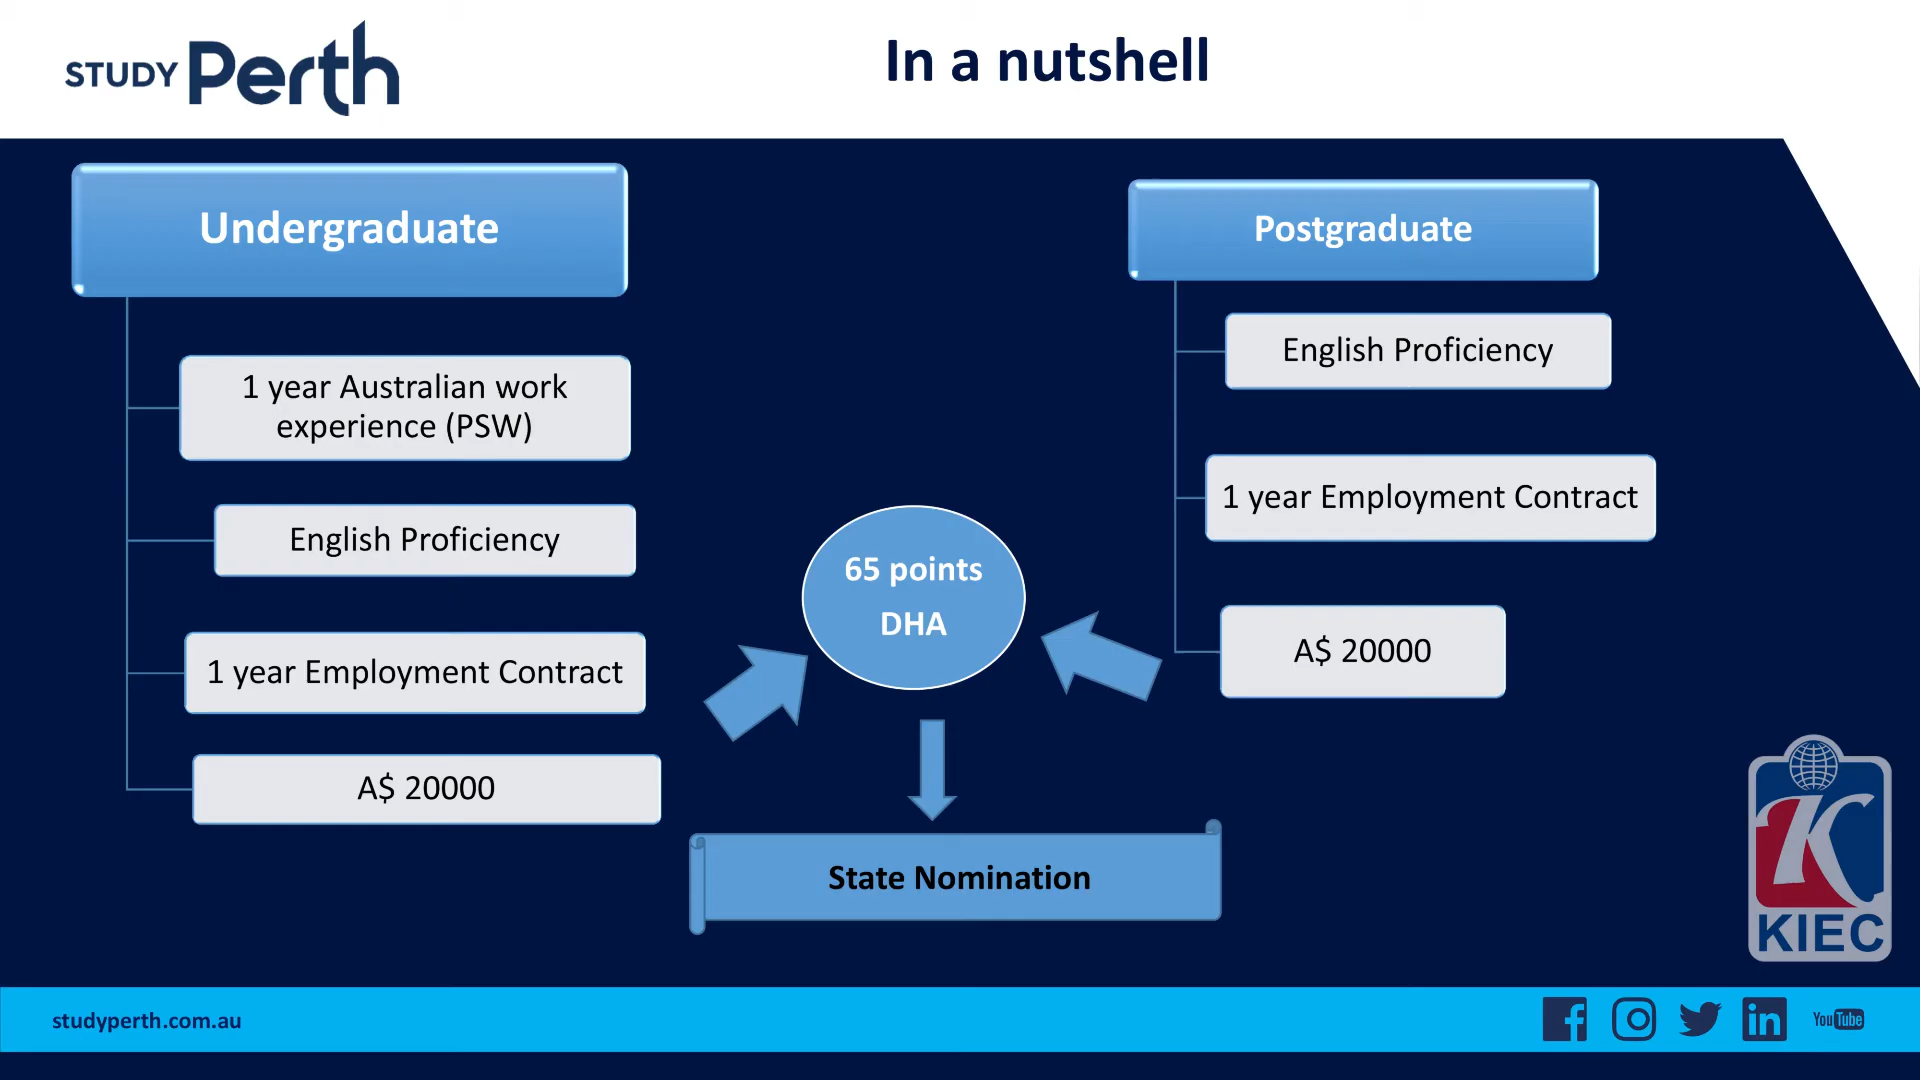 STUDY Perth
In a nutshell
Undergraduate
1 year Australian work
experience (PSW)
English Proficiency
1 year Employment Contract
A$ 20000
Postgraduate
English Proficiency
1 year Employment Contract
A$ 20000
65 points
DHA
State Nomination
KIEC
studyperth.com.au
YouTube